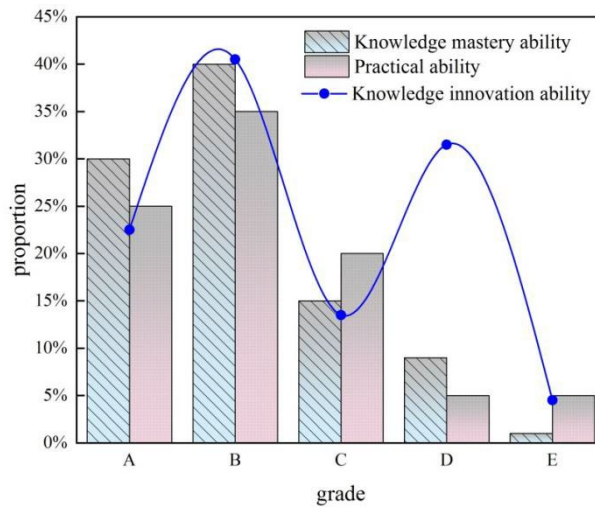 45%
40%
35%
30%
25%
20%
15%
10%
5%
0%
proportion
Knowledge mastery ability
Practical ability
Knowledge innovation ability
A B C D E
grade